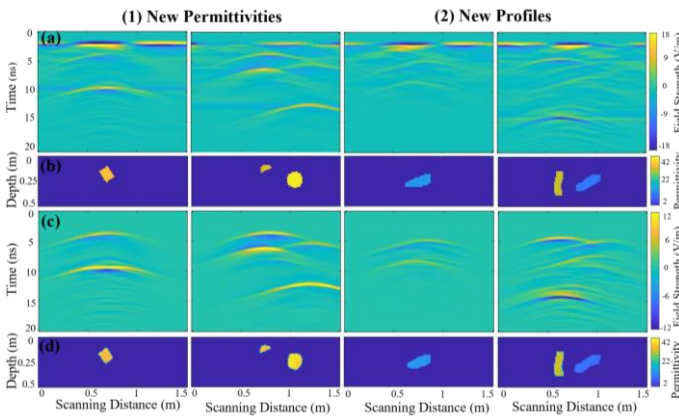 (1) New Permittivities (2) New Profiles
(a)
0
5
10
15
20
Time (ns)
18
9
0
-9
-18
Field Strength (V/m)
(b)
0
0.25
0.5
Depth (m)
42
22
2
Permittivity
(c)
0
5
10
15
20
Time (ns)
12
6
0
-6
-12
Field Strength (V/m)
(d)
0
0.25
0.5
Depth (m)
42
22
2
Permittivity
0 0.5 1 1.5 0 0.5 1 1.5 0 0.5 1 1.5 0 0.5 1 1.5
Scanning Distance (m) Scanning Distance (m) Scanning Distance (m) Scanning Distance (m)